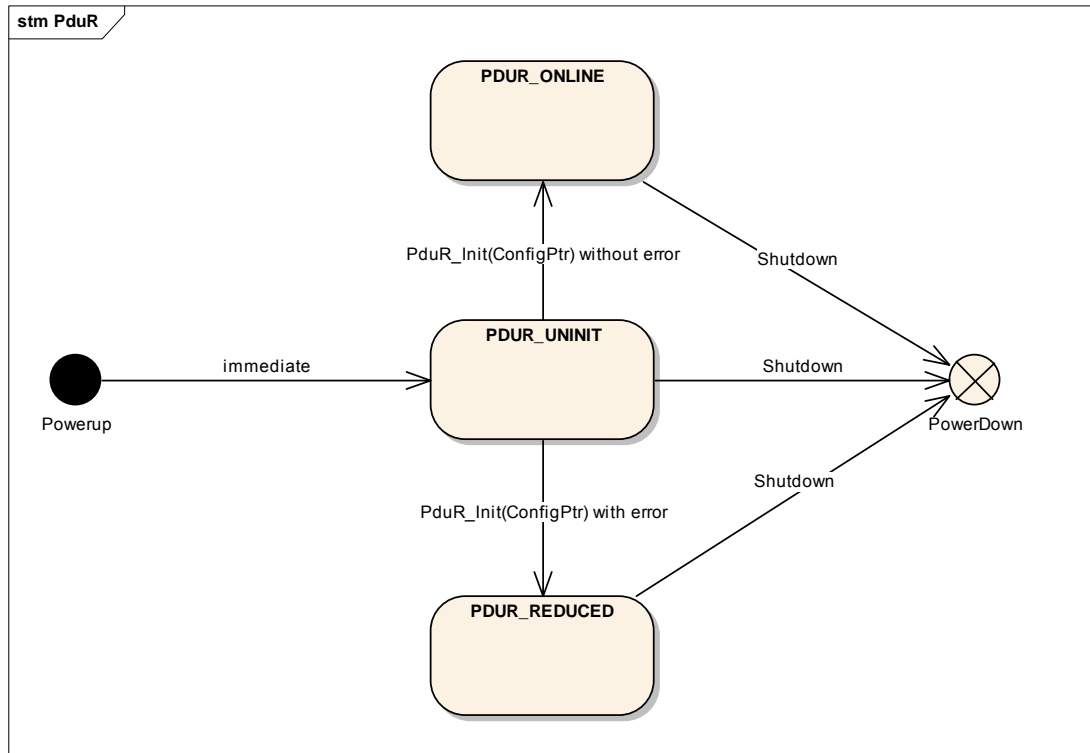 stm PduR
PDUR_ONLINE
PduR_Init(ConfigPtr) without error
Shutdown
PDUR_UNINIT
immediate
Shutdown
Powerup
PowerDown
Shutdown
PduR_Init(ConfigPtr) with error
PDUR_REDUCED